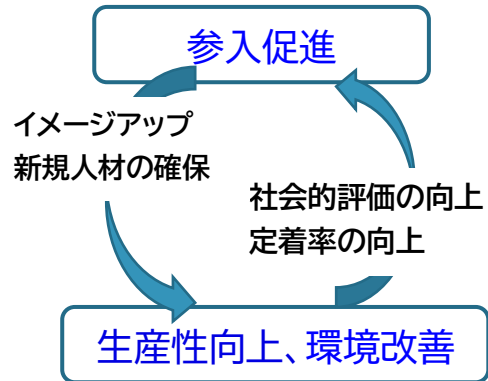 参入促進
イメージアップ
新規人材の確保
社会的評価の向上
定着率の向上
生産性向上、環境改善